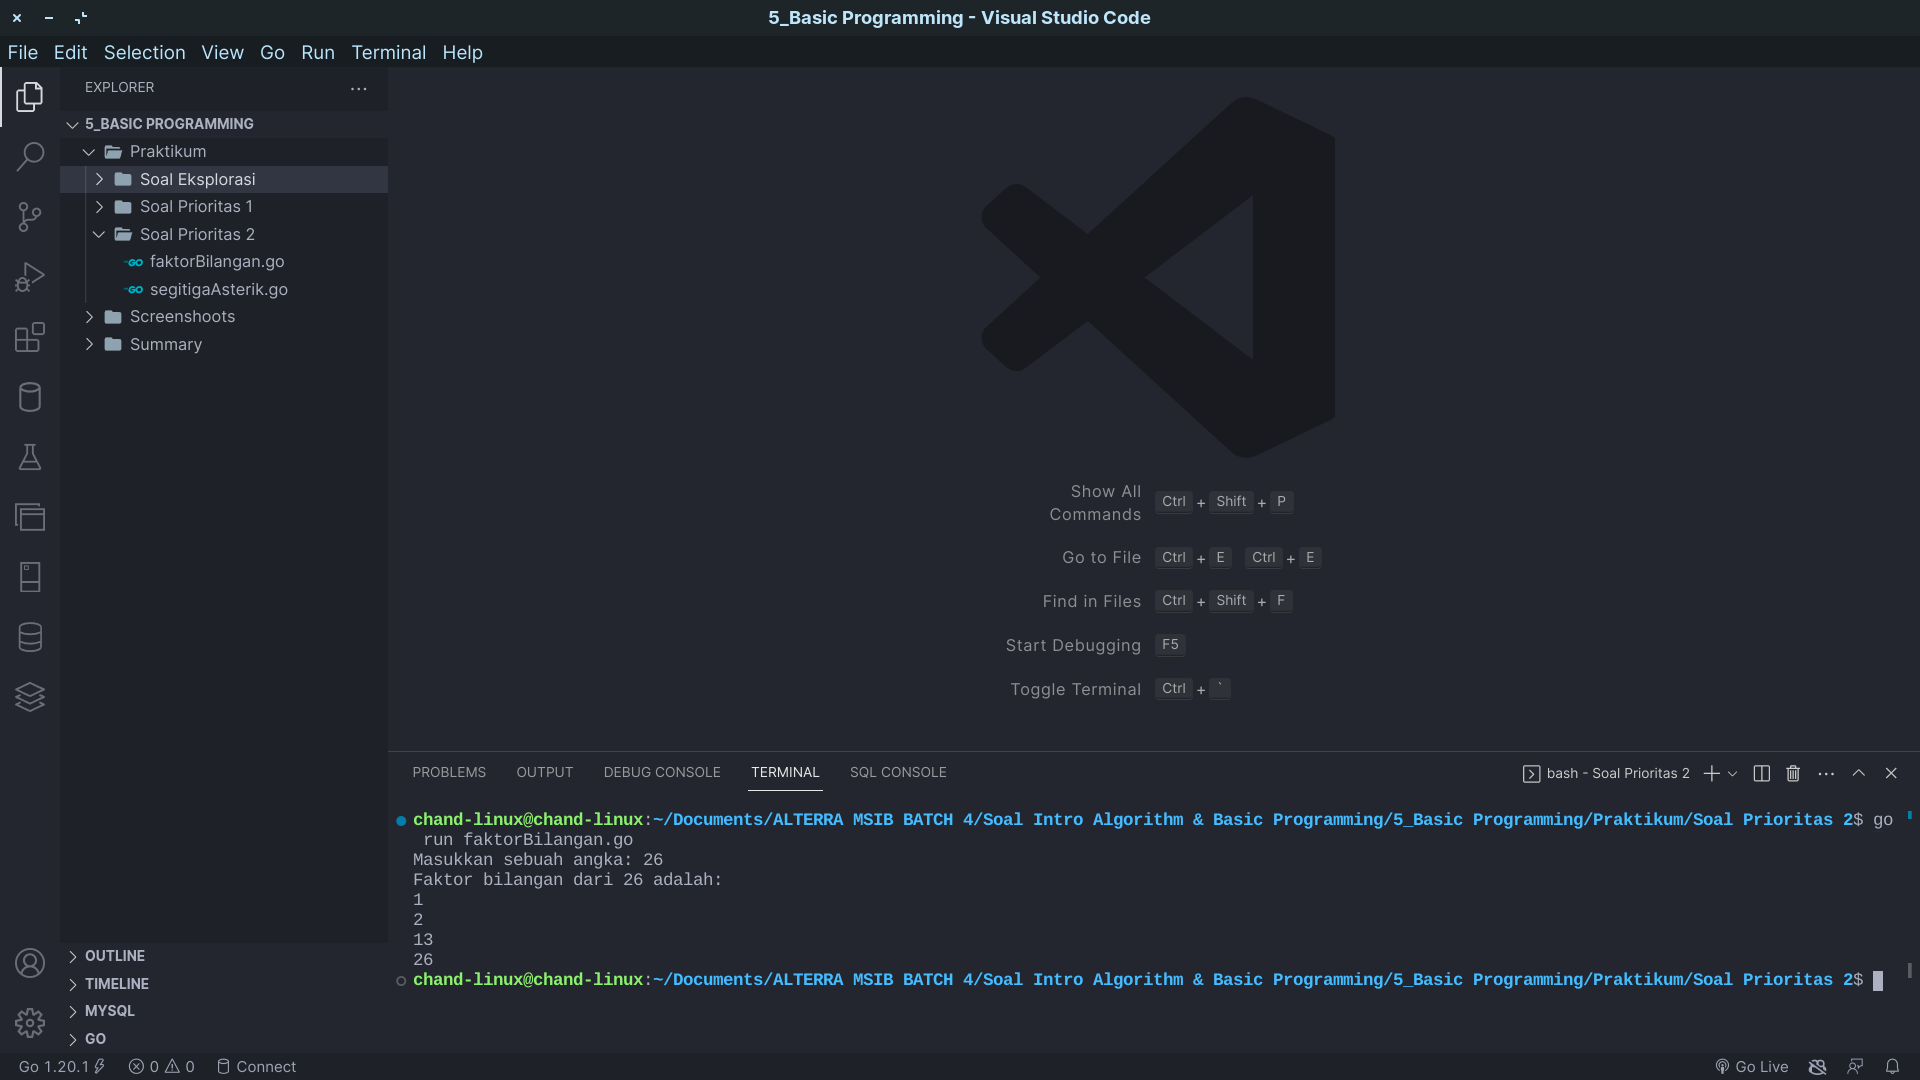 5_Basic Programming - Visual Studio Code
File Edit Selection View Go Run Terminal Help
EXPLORER
5_BASIC PROGRAMMING
Praktikum
Soal Eksplorasi
Soal Prioritas 1
Soal Prioritas 2
GO faktorBilangan.go
GO segitigaAsterik.go
Screenshoots
Summary
OUTLINE
TIMELINE
MYSQL
GO
Show All
Commands
Ctrl + Shift + P
Go to File Ctrl + E Ctrl + E
Find in Files Ctrl + Shift + F
Start Debugging F5
Toggle Terminal Ctrl + `
PROBLEMS OUTPUT DEBUG CONSOLE TERMINAL SQL CONSOLE
bash - Soal Prioritas 2
chand-linux@chand-linux:~/Documents/ALTERRA MSIB BATCH 4/Soal Intro Algorithm & Basic Programming/5_Basic Programming/Praktikum/Soal Prioritas 2$ go
run faktorBilangan.go
Masukkan sebuah angka: 26
Faktor bilangan dari 26 adalah:
1
2
13
26
chand-linux@chand-linux:~/Documents/ALTERRA MSIB BATCH 4/Soal Intro Algorithm & Basic Programming/5_Basic Programming/Praktikum/Soal Prioritas 2$
Go 1.20.1 0 0 Connect Go Live